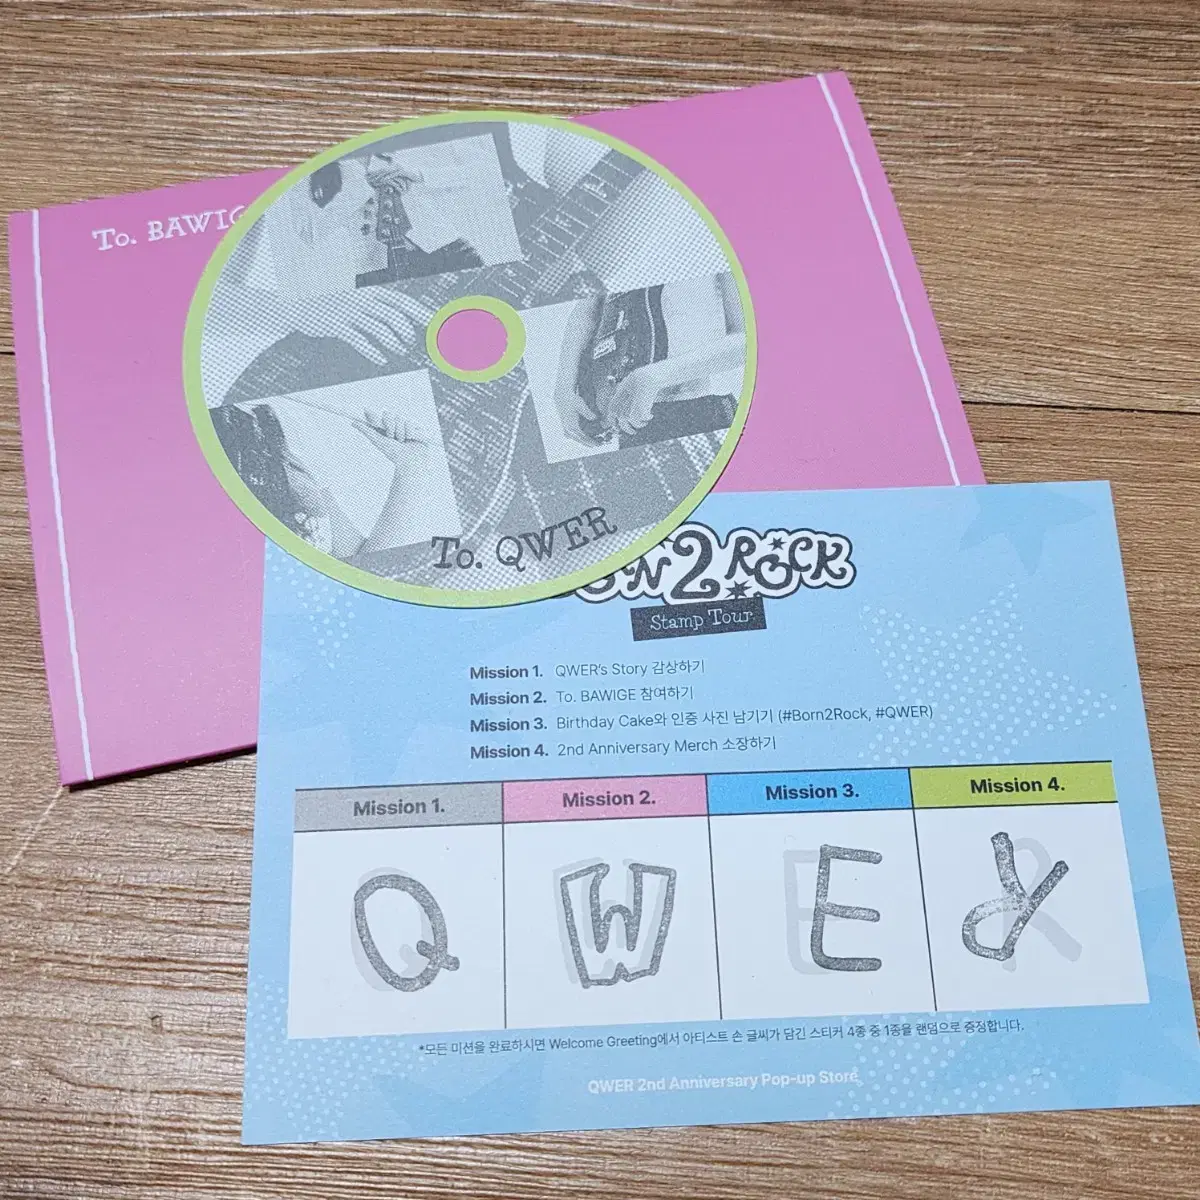 To. BAWIG
To. QWER
2 ROCK
Stamp Tour
Mission 1. QWER's Story 감상하기
Mission 2. To. BAWIGE 참여하기
Mission 3. Birthday Cake와 인증 사진 남기기 (#Born2Rock, #QWER)
Mission 4. 2nd Anniversary Merch 소장하기
Mission 1. Mission 2. Mission 3. Mission 4.
Q W E R
*모든 미션을 완료하시면 Welcome Greeting에서 아티스트 손 글씨가 담긴 스티커 4종 중 1종을 랜덤으로 증정합니다.
QWER 2nd Anniversary Pop-up Store